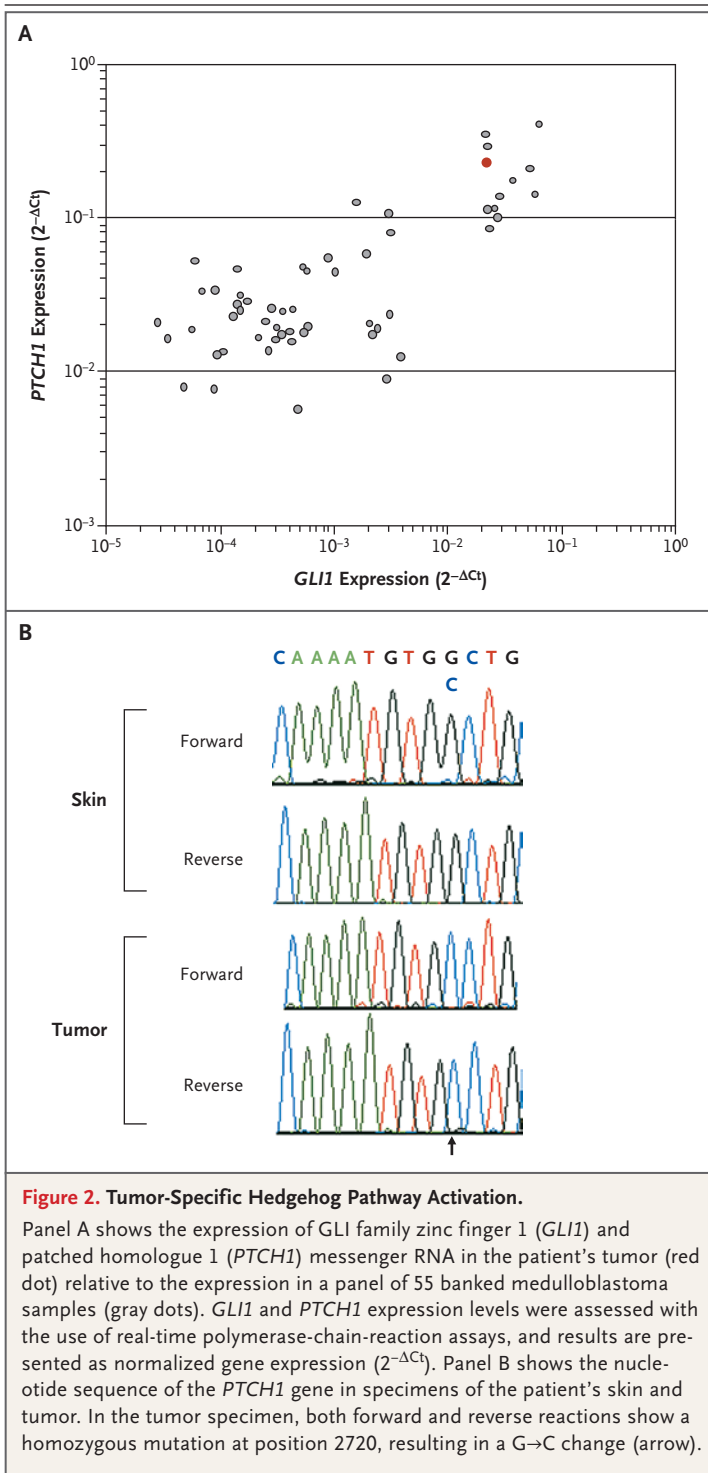 A
10⁰
10⁻¹
10⁻²
10⁻³
PTCH1 Expression (2^−ΔCt)
10⁻⁵ 10⁻⁴ 10⁻³ 10⁻² 10⁻¹ 10⁰
GLI1 Expression (2^−ΔCt)
B
C A A A A T G T G G C T G
C
Forward
Skin
Reverse
Forward
Tumor
Reverse
Figure 2. Tumor-Specific Hedgehog Pathway Activation.
Panel A shows the expression of GLI family zinc finger 1 (GLI1) and
patched homologue 1 (PTCH1) messenger RNA in the patient's tumor (red
dot) relative to the expression in a panel of 55 banked medulloblastoma
samples (gray dots). GLI1 and PTCH1 expression levels were assessed with
the use of real-time polymerase-chain-reaction assays, and results are pre-
sented as normalized gene expression (2^−ΔCt). Panel B shows the nucle-
otide sequence of the PTCH1 gene in specimens of the patient's skin and
tumor. In the tumor specimen, both forward and reverse reactions show a
homozygous mutation at position 2720, resulting in a G→C change (arrow).